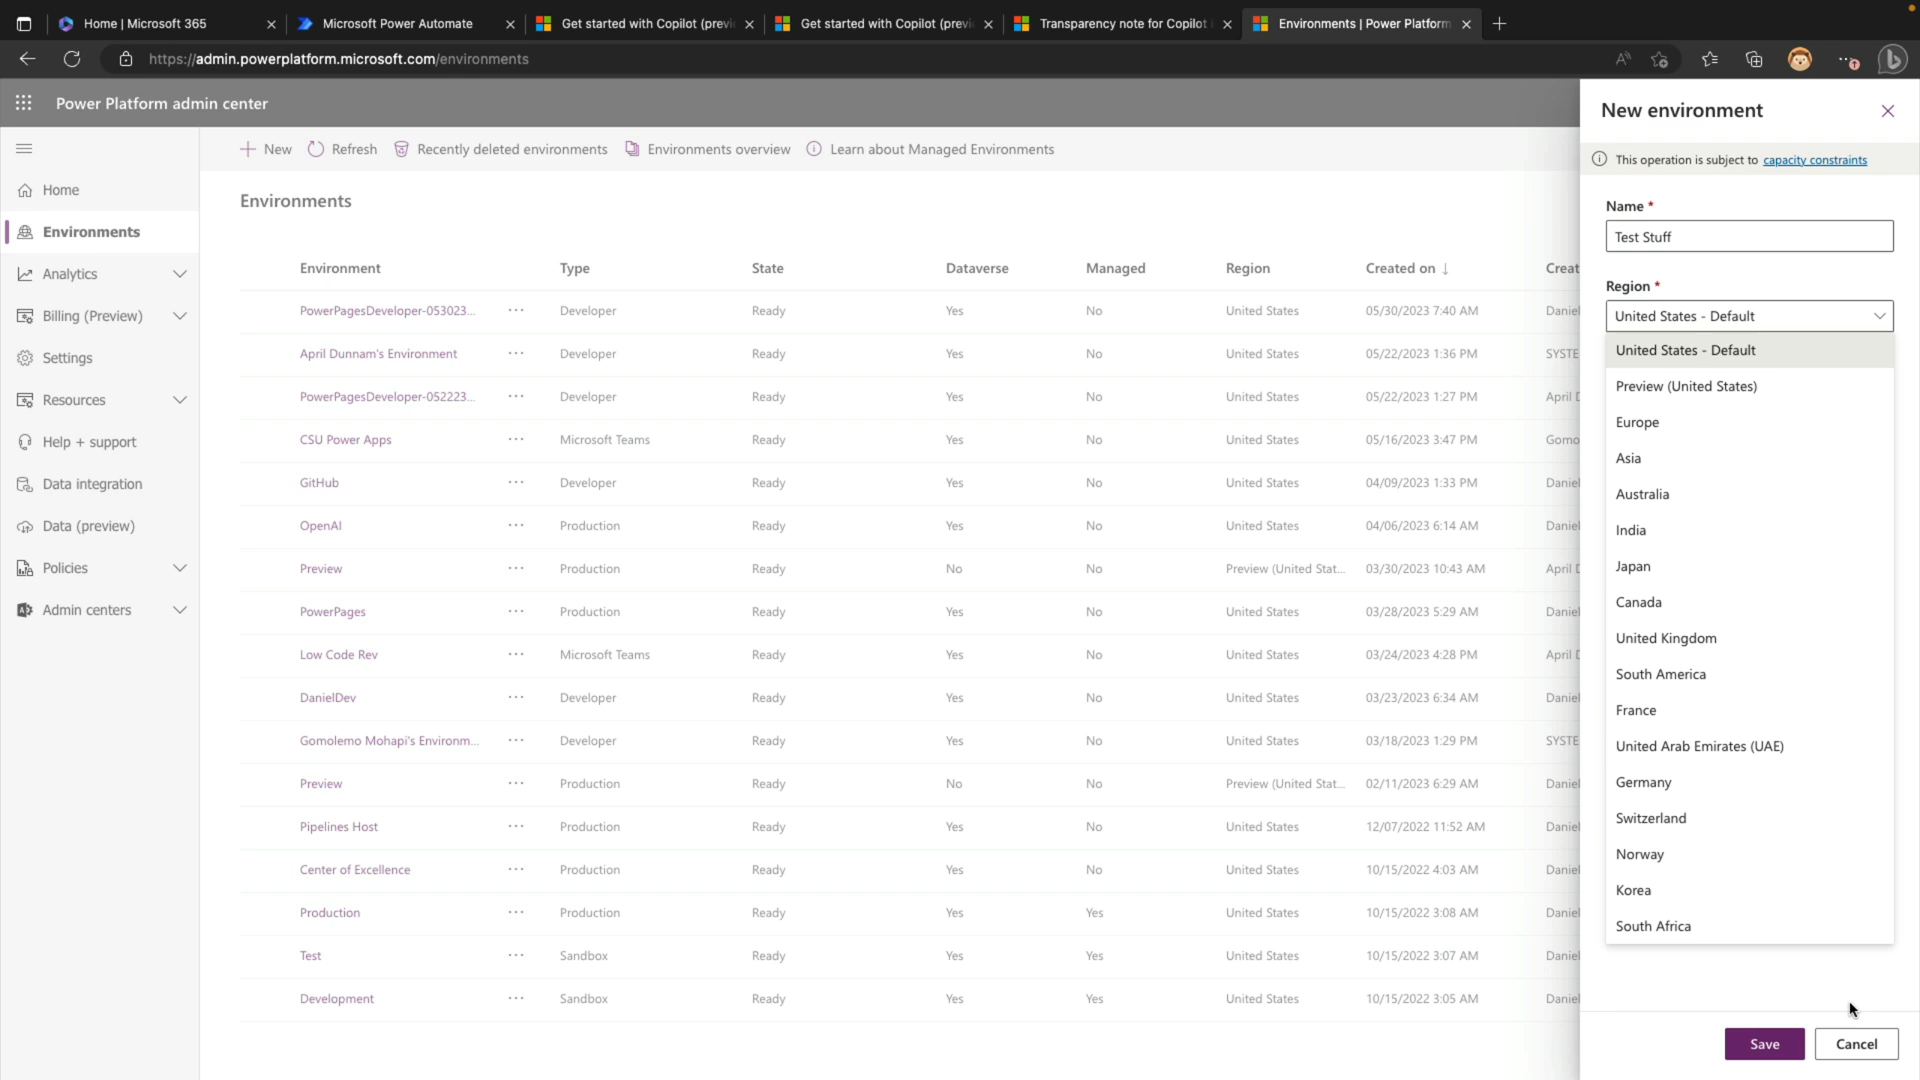 Home | Microsoft 365
Microsoft Power Automate
Get started with Copilot (previ
Get started with Copilot (previ
Transparency note for Copilot i
Environments | Power Platform
https://admin.powerplatform.microsoft.com/environments
Power Platform admin center
Home
Environments
Analytics
Billing (Preview)
Settings
Resources
Help + support
Data integration
Data (preview)
Policies
Admin centers
New Refresh Recently deleted environments Environments overview Learn about Managed Environments
Environments
Environment Type State Dataverse Managed Region Created on ↓ Creat
PowerPagesDeveloper-053023... ··· Developer Ready Yes No United States 05/30/2023 7:40 AM Daniel
April Dunnam's Environment ··· Developer Ready Yes No United States 05/22/2023 1:36 PM SYSTE
PowerPagesDeveloper-052223... ··· Developer Ready Yes No United States 05/22/2023 1:27 PM April D
CSU Power Apps ··· Microsoft Teams Ready Yes No United States 05/16/2023 3:47 PM Gomo
GitHub ··· Developer Ready Yes No United States 04/09/2023 1:33 PM Daniel
OpenAI ··· Production Ready Yes No United States 04/06/2023 6:14 AM Daniel
Preview ··· Production Ready No No Preview (United Stat... 03/30/2023 10:43 AM April D
PowerPages ··· Production Ready Yes No United States 03/28/2023 5:29 AM Daniel
Low Code Rev ··· Microsoft Teams Ready Yes No United States 03/24/2023 4:28 PM April D
DanielDev ··· Developer Ready Yes No United States 03/23/2023 6:34 AM Daniel
Gomolemo Mohapi's Environm... ··· Developer Ready Yes No United States 03/18/2023 1:29 PM SYSTE
Preview ··· Production Ready No No Preview (United Stat... 02/11/2023 6:29 AM Daniel
Pipelines Host ··· Production Ready Yes No United States 12/07/2022 11:52 AM Daniel
Center of Excellence ··· Production Ready Yes No United States 10/15/2022 4:03 AM Daniel
Production ··· Production Ready Yes Yes United States 10/15/2022 3:08 AM Daniel
Test ··· Sandbox Ready Yes Yes United States 10/15/2022 3:07 AM Daniel
Development ··· Sandbox Ready Yes Yes United States 10/15/2022 3:05 AM Daniel
New environment
This operation is subject to capacity constraints
Name *
Test Stuff
Region *
United States - Default
United States - Default
Preview (United States)
Europe
Asia
Australia
India
Japan
Canada
United Kingdom
South America
France
United Arab Emirates (UAE)
Germany
Switzerland
Norway
Korea
South Africa
Save Cancel